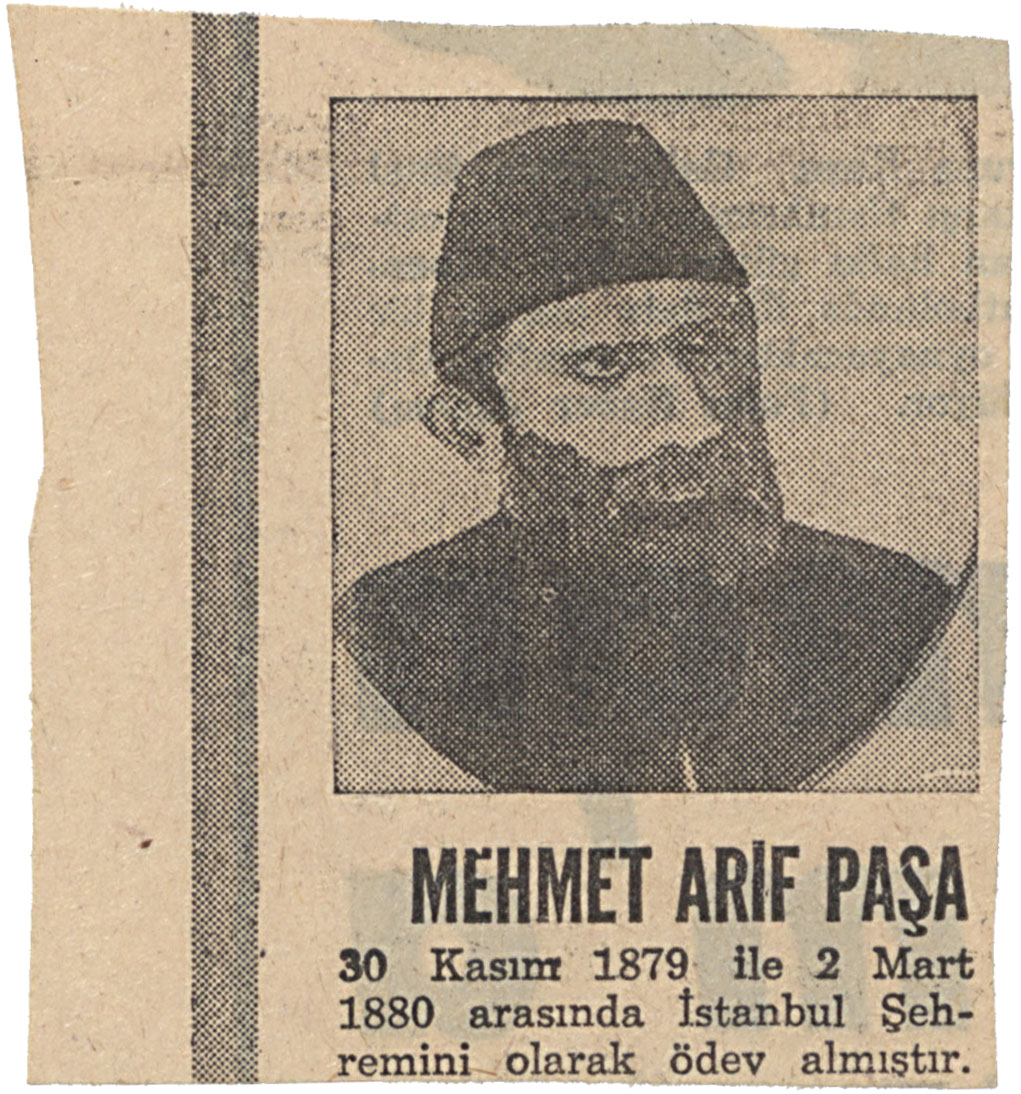 MEHMET ARİF PAŞA
30 Kasım 1879 ile 2 Mart
1880 arasında İstanbul Şeh-
remini olarak ödev almıştır.